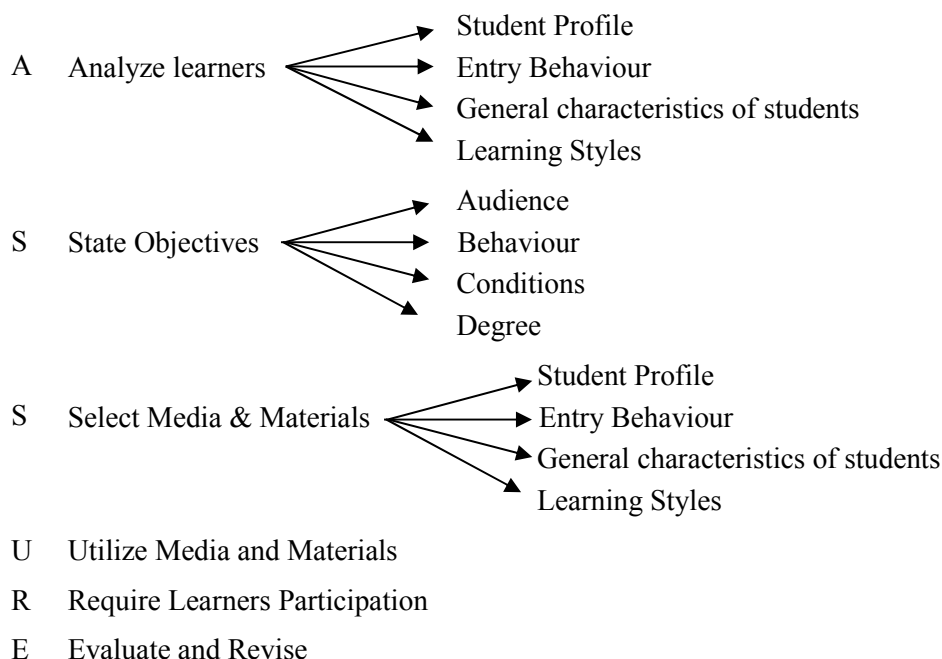 Student Profile
A Analyze learners Entry Behaviour
General characteristics of students
Learning Styles
Audience
S State Objectives Behaviour
Conditions
Degree
Student Profile
S Select Media & Materials Entry Behaviour
General characteristics of students
Learning Styles
U Utilize Media and Materials
R Require Learners Participation
E Evaluate and Revise